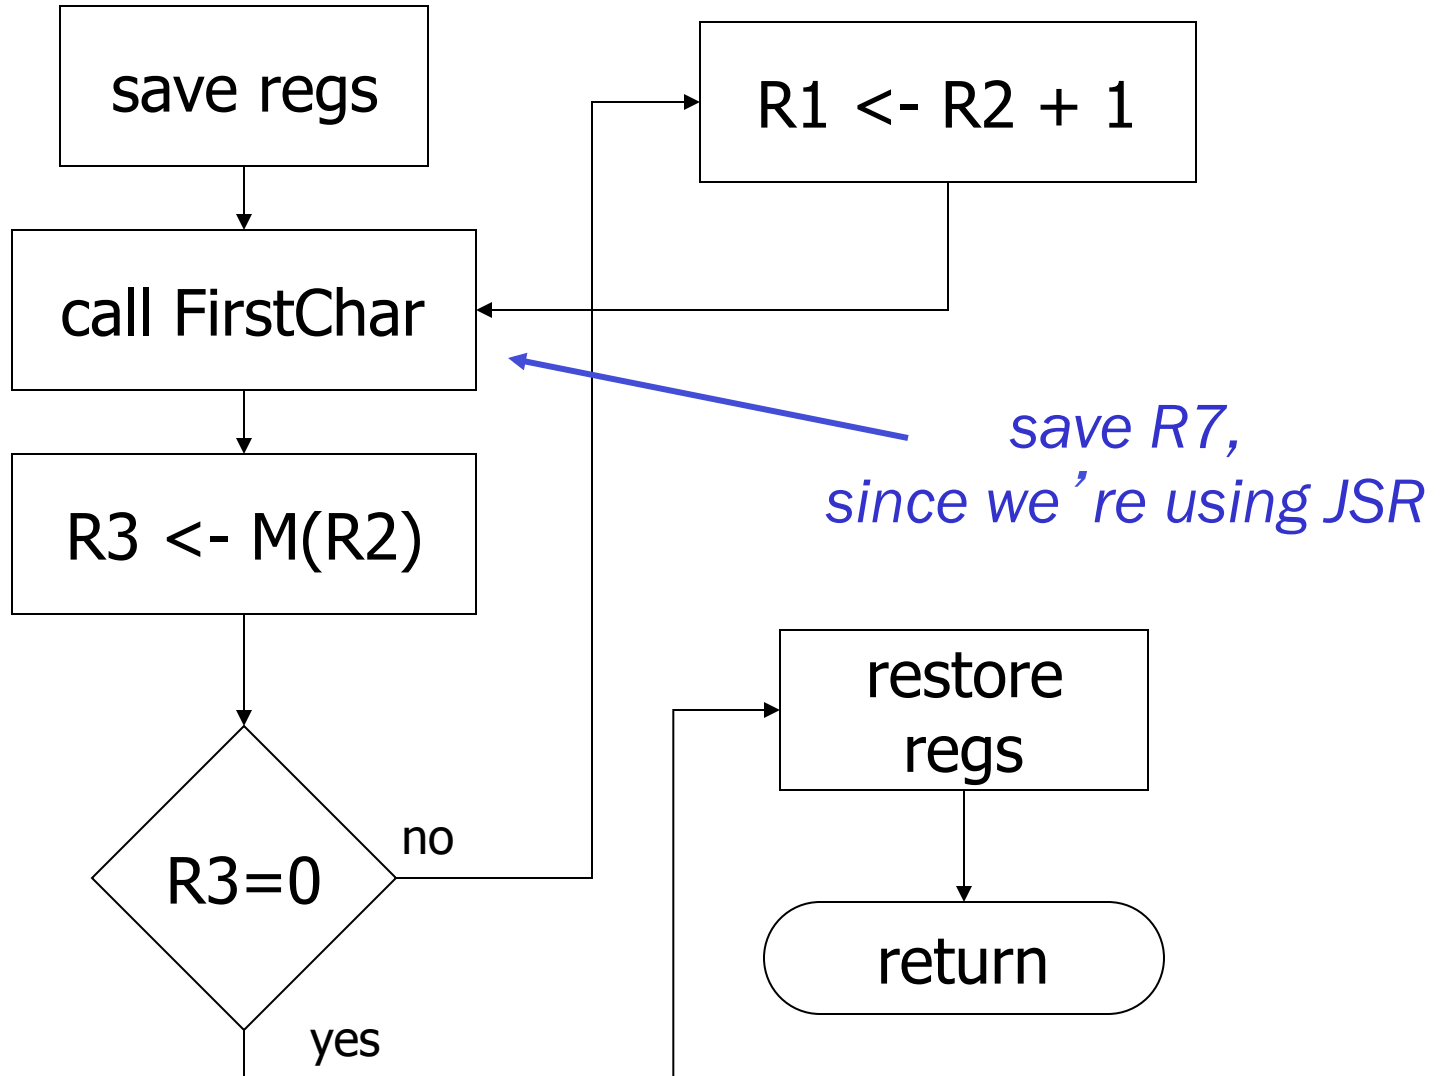 save regs
R1 <- R2 + 1
call FirstChar
save R7,
since we’re using JSR
R3 <- M(R2)
restore
regs
no
R3=0
return
yes